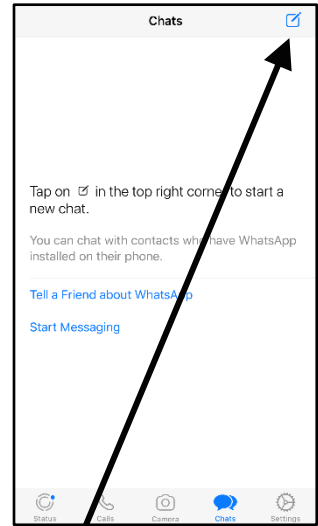 Chats
Tap on in the top right corner to start a
new chat.
You can chat with contacts who have WhatsApp
installed on their phone.
Tell a Friend about WhatsApp
Start Messaging
Status Calls Camera Chats Settings